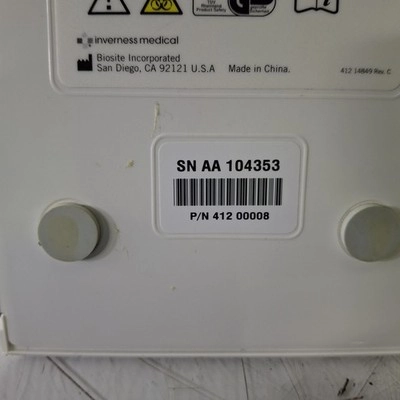 inverness medical
Biosite Incorporated
San Diego, CA 92121 U.S.A Made in China.
412 14849 Rev. C
SN AA 104353
P/N 412 00008